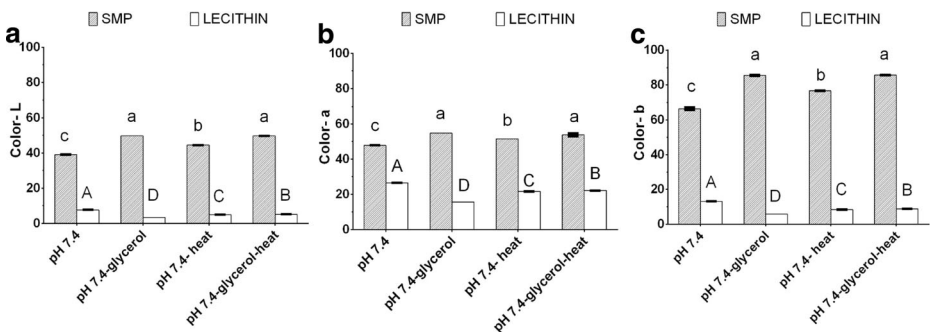 a
SMP LECITHIN
Color- L
100
80
60
40
20
0
c A a D b C a B
pH 7.4
pH 7.4-glycerol
pH 7.4- heat
pH 7.4-glycerol-heat
b
SMP LECITHIN
Color- a
100
80
60
40
20
0
c A a D b C a B
pH 7.4
pH 7.4-glycerol
pH 7.4- heat
pH 7.4-glycerol-heat
c
SMP LECITHIN
Color- b
100
80
60
40
20
0
c A a D b C a B
pH 7.4
pH 7.4-glycerol
pH 7.4- heat
pH 7.4-glycerol-heat